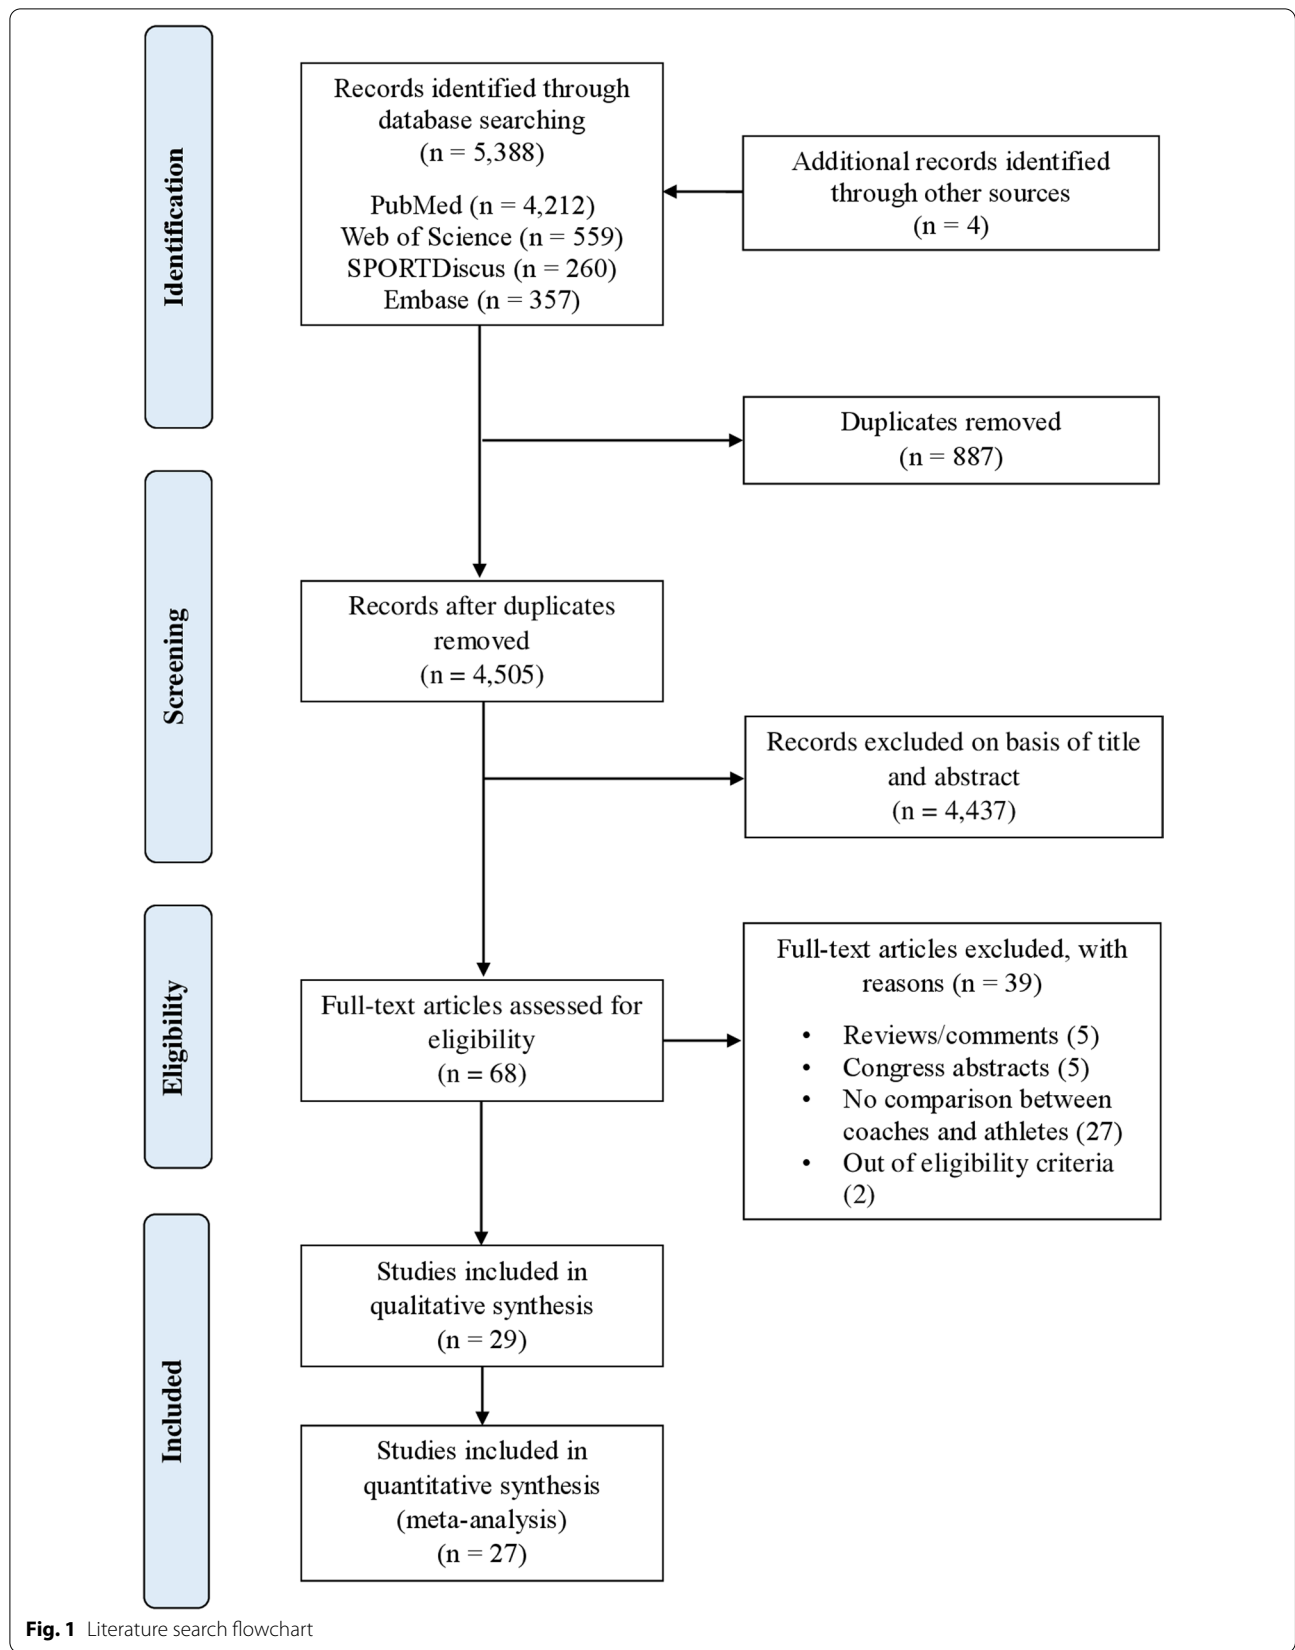 Identification
Records identified through
database searching
(n = 5,388)
PubMed (n = 4,212)
Web of Science (n = 559)
SPORTDiscus (n = 260)
Embase (n = 357)
Additional records identified
through other sources
(n = 4)
Duplicates removed
(n = 887)
Screening
Records after duplicates
removed
(n = 4,505)
Records excluded on basis of title
and abstract
(n = 4,437)
Eligibility
Full-text articles assessed for
eligibility
(n = 68)
Full-text articles excluded, with
reasons (n = 39)
• Reviews/comments (5)
• Congress abstracts (5)
• No comparison between
coaches and athletes (27)
• Out of eligibility criteria
(2)
Included
Studies included in
qualitative synthesis
(n = 29)
Studies included in
quantitative synthesis
(meta-analysis)
(n = 27)
Fig. 1 Literature search flowchart